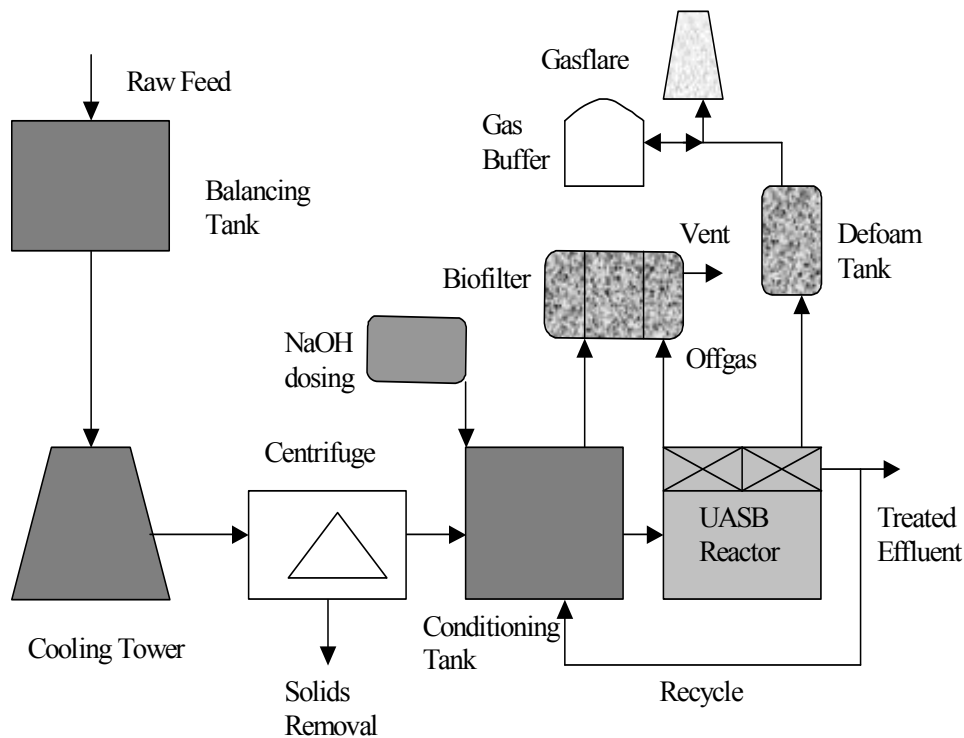 Gasflare
Raw Feed
Gas
Buffer
Balancing
Tank
Vent
Defoam
Tank
Biofilter
NaOH
dosing
Offgas
Centrifuge
UASB
Reactor
Treated
Effluent
Conditioning
Tank
Cooling Tower
Solids
Removal
Recycle